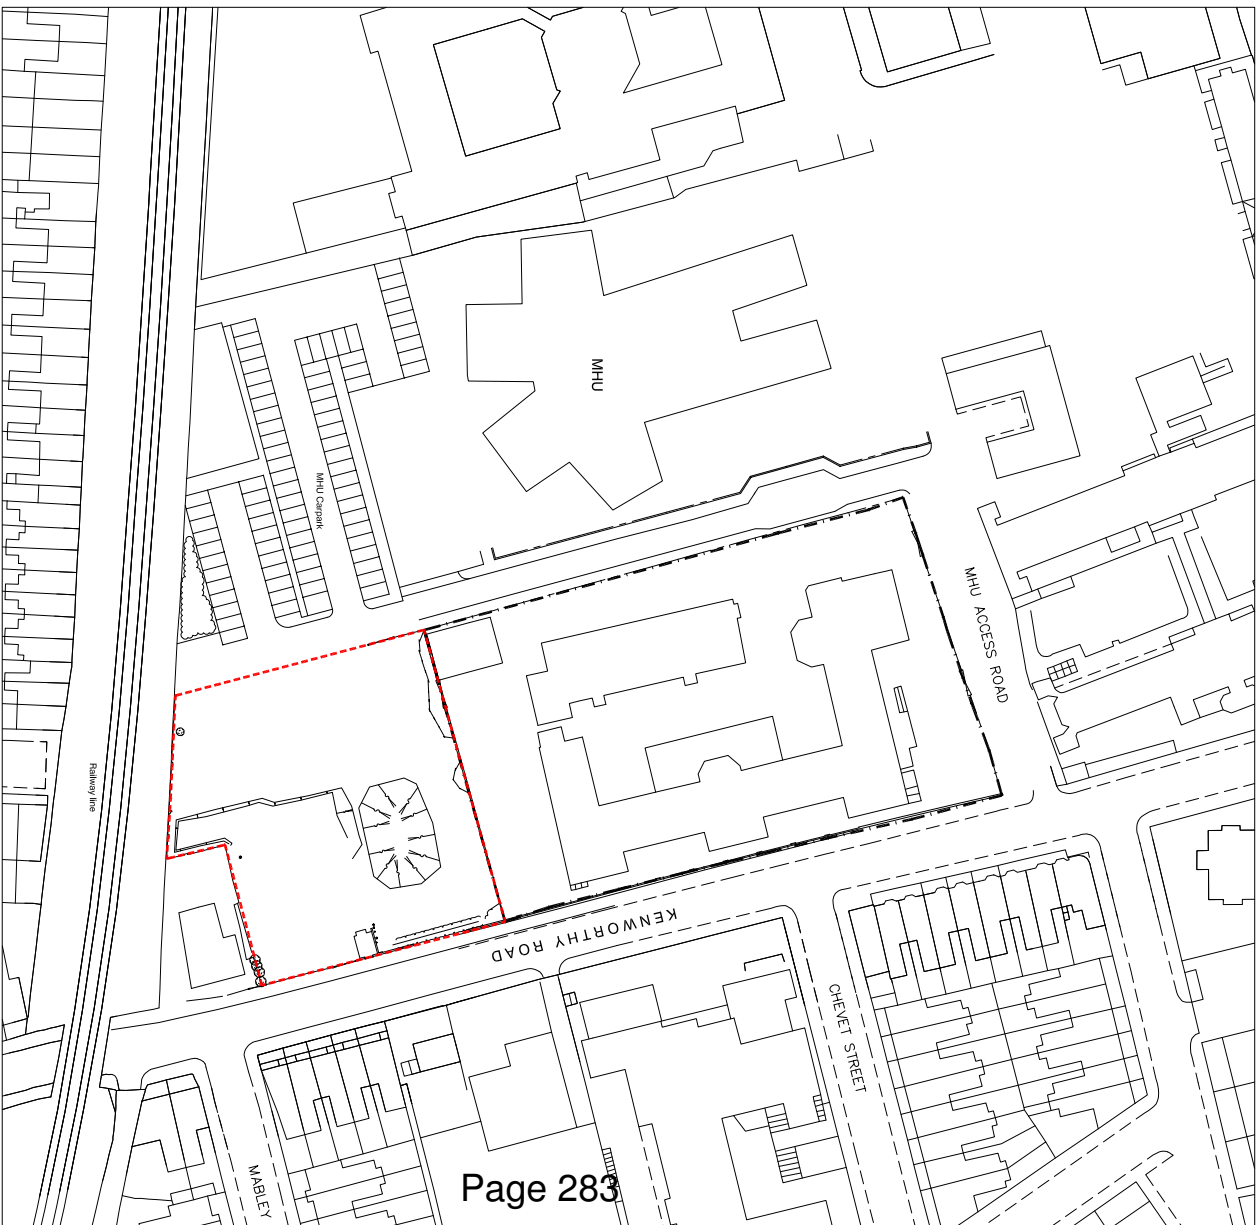 MHU
MHU Carpark
MHU ACCESS ROAD
Railway line
KENWORTHY ROAD
CHEVET STREET
MABLEY
Page 283